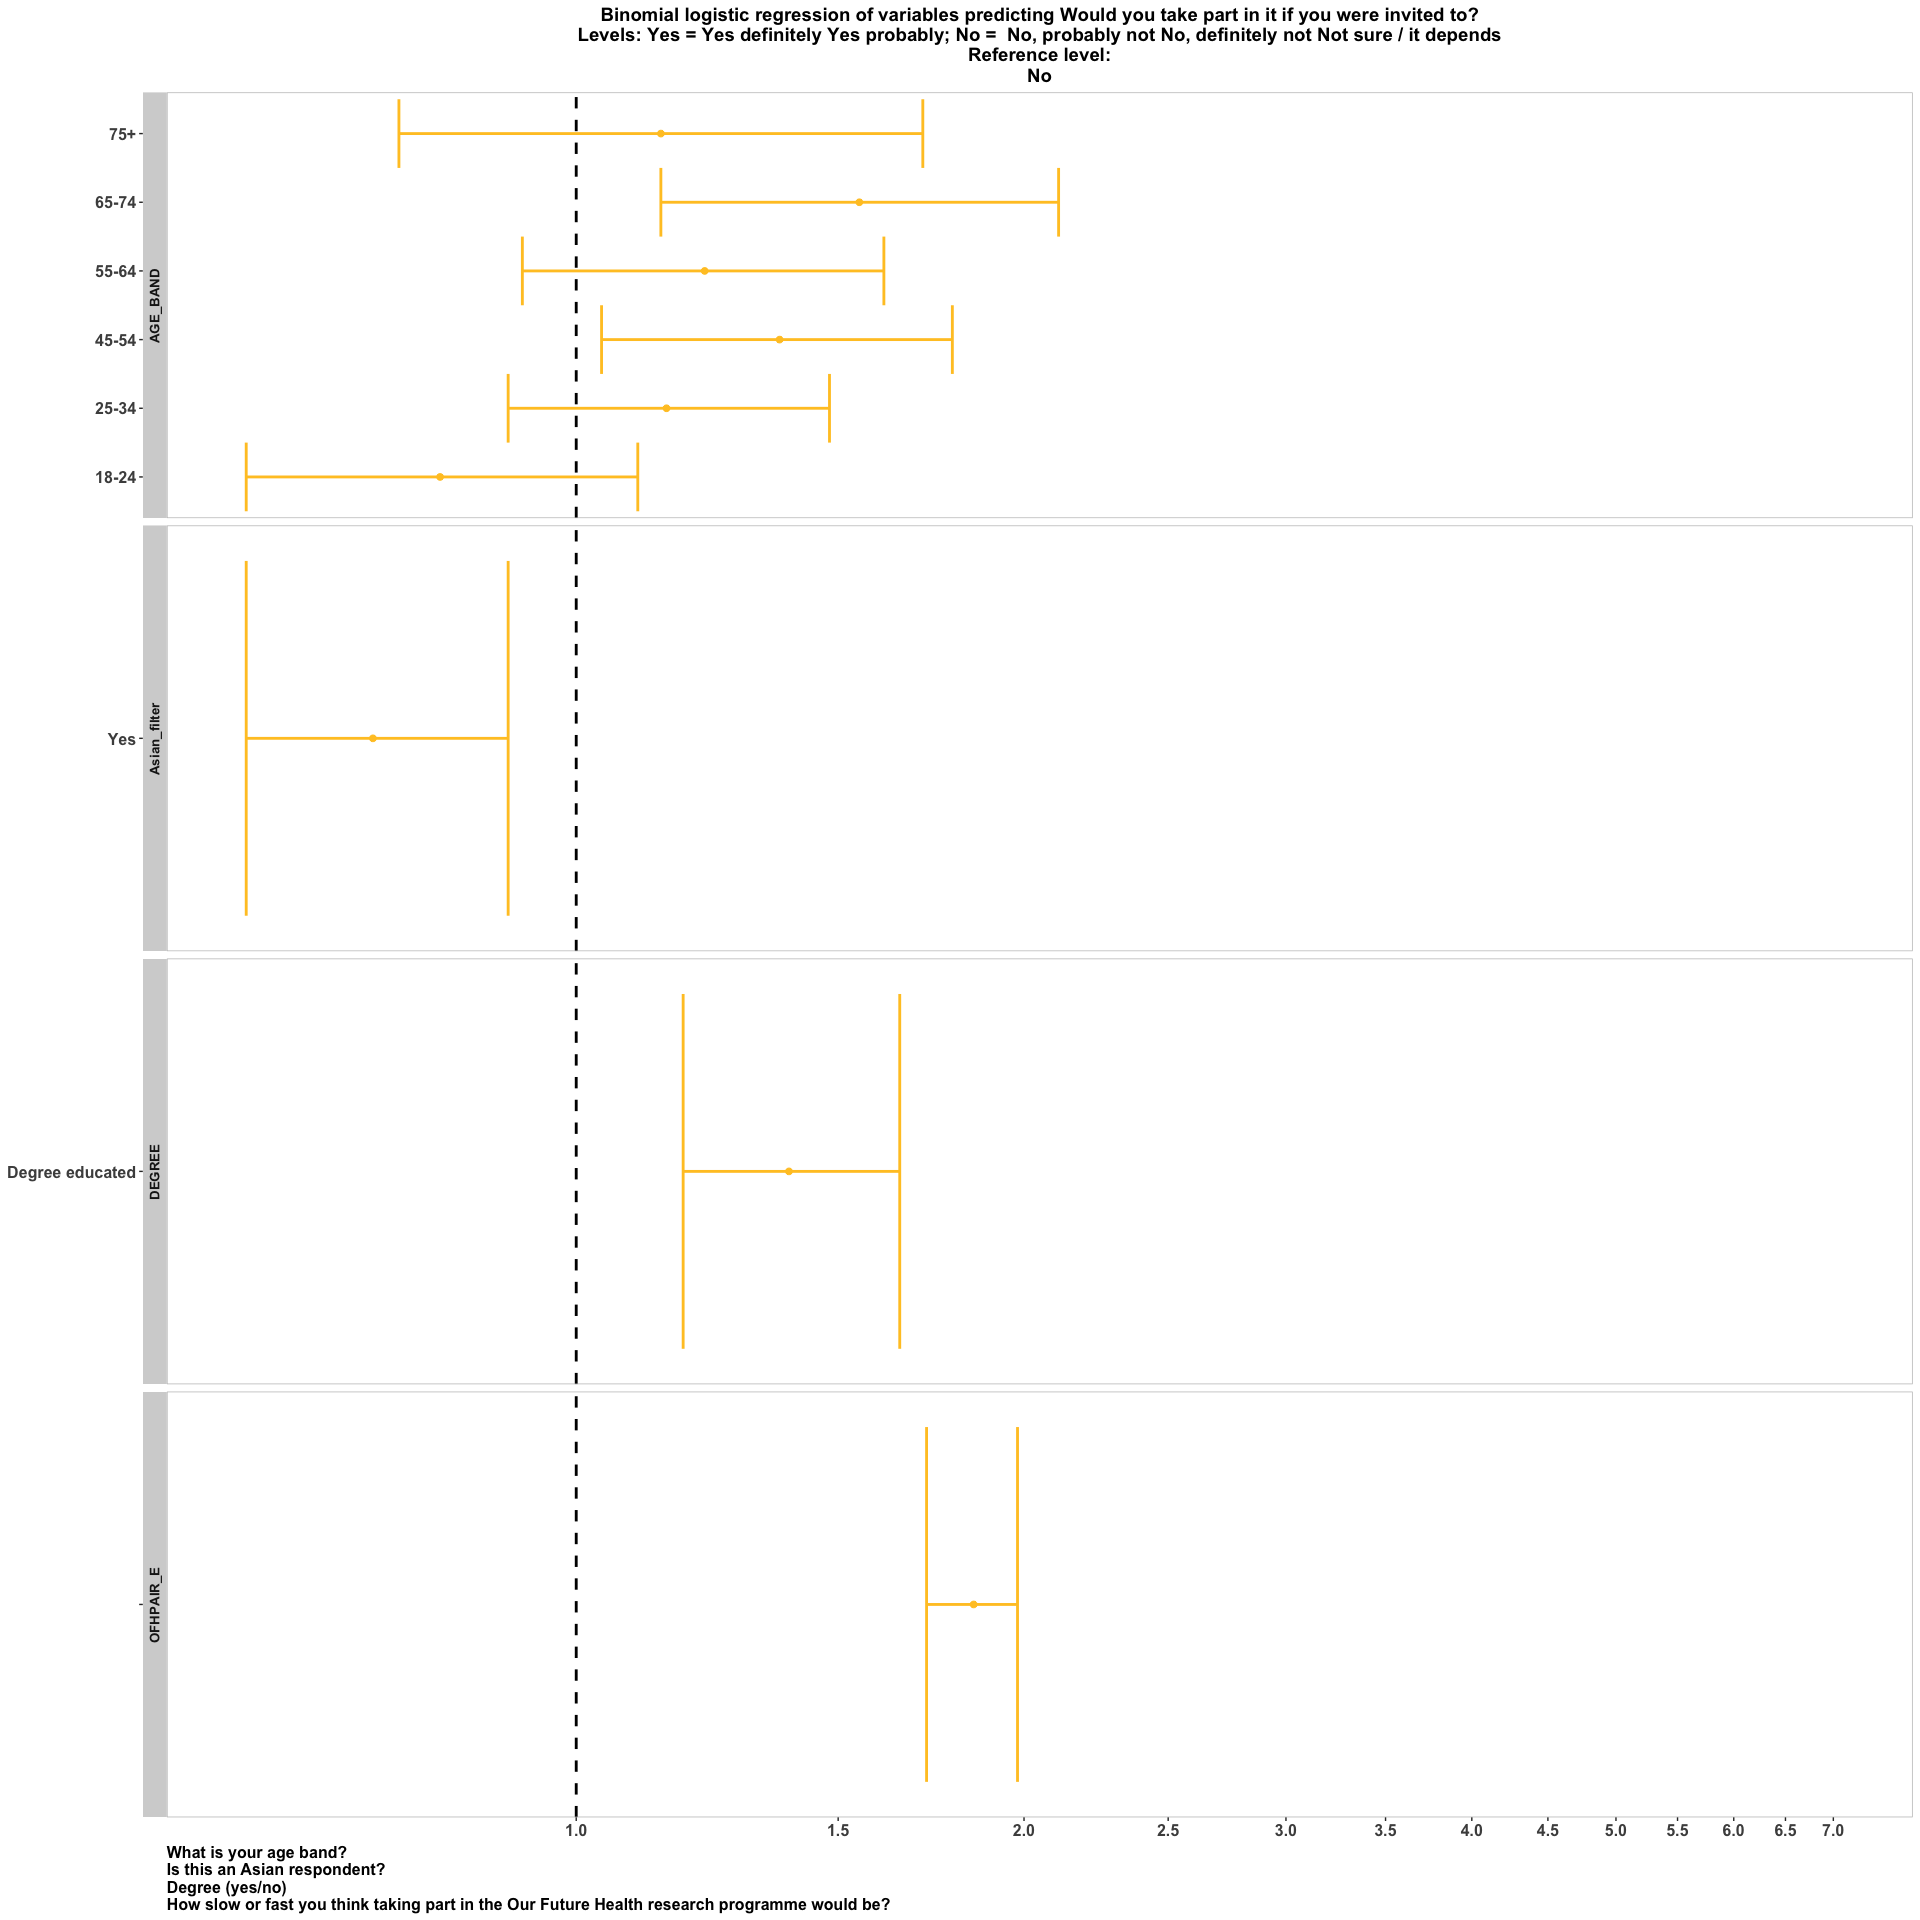 Binomial logistic regression of variables predicting Would you take part in it if you were invited to?
Levels: Yes = Yes definitely Yes probably; No =  No, probably not No, definitely not Not sure / it depends
Reference level:
No
AGE_BAND
75+
65-74
55-64
45-54
25-34
18-24
Asian_filter
Yes
DEGREE
Degree educated
OFHPAIR_E
1.0 1.5 2.0 2.5 3.0 3.5 4.0 4.5 5.0 5.5 6.0 6.5 7.0
What is your age band?
Is this an Asian respondent?
Degree (yes/no)
How slow or fast you think taking part in the Our Future Health research programme would be?